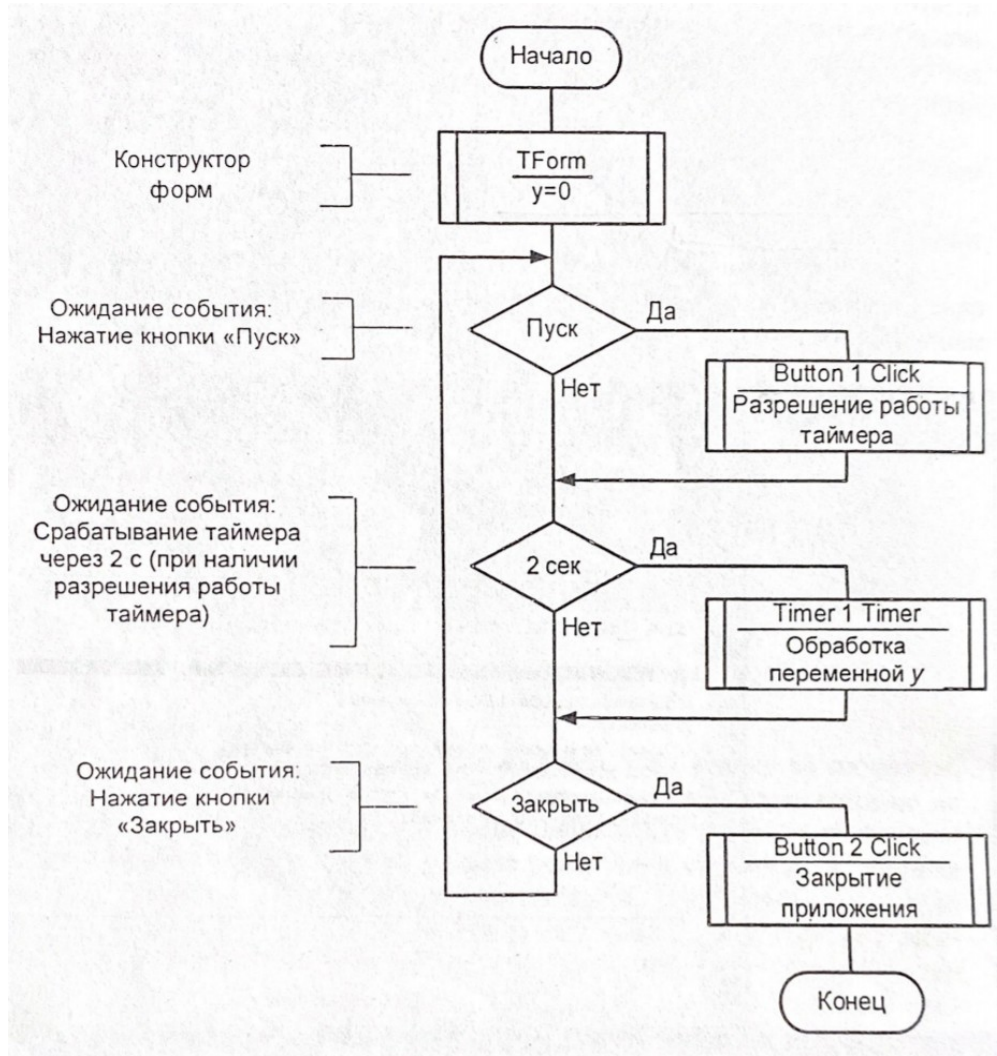 Начало
Конструктор
форм
TForm
y=0
Ожидание события:
Нажатие кнопки «Пуск»
Пуск
Да
Нет
Button 1 Click
Разрешение работы
таймера
Ожидание события:
Срабатывание таймера
через 2 с (при наличии
разрешения работы
таймера)
2 сек
Да
Нет
Timer 1 Timer
Обработка
переменной y
Ожидание события:
Нажатие кнопки
«Закрыть»
Закрыть
Да
Нет
Button 2 Click
Закрытие
приложения
Конец